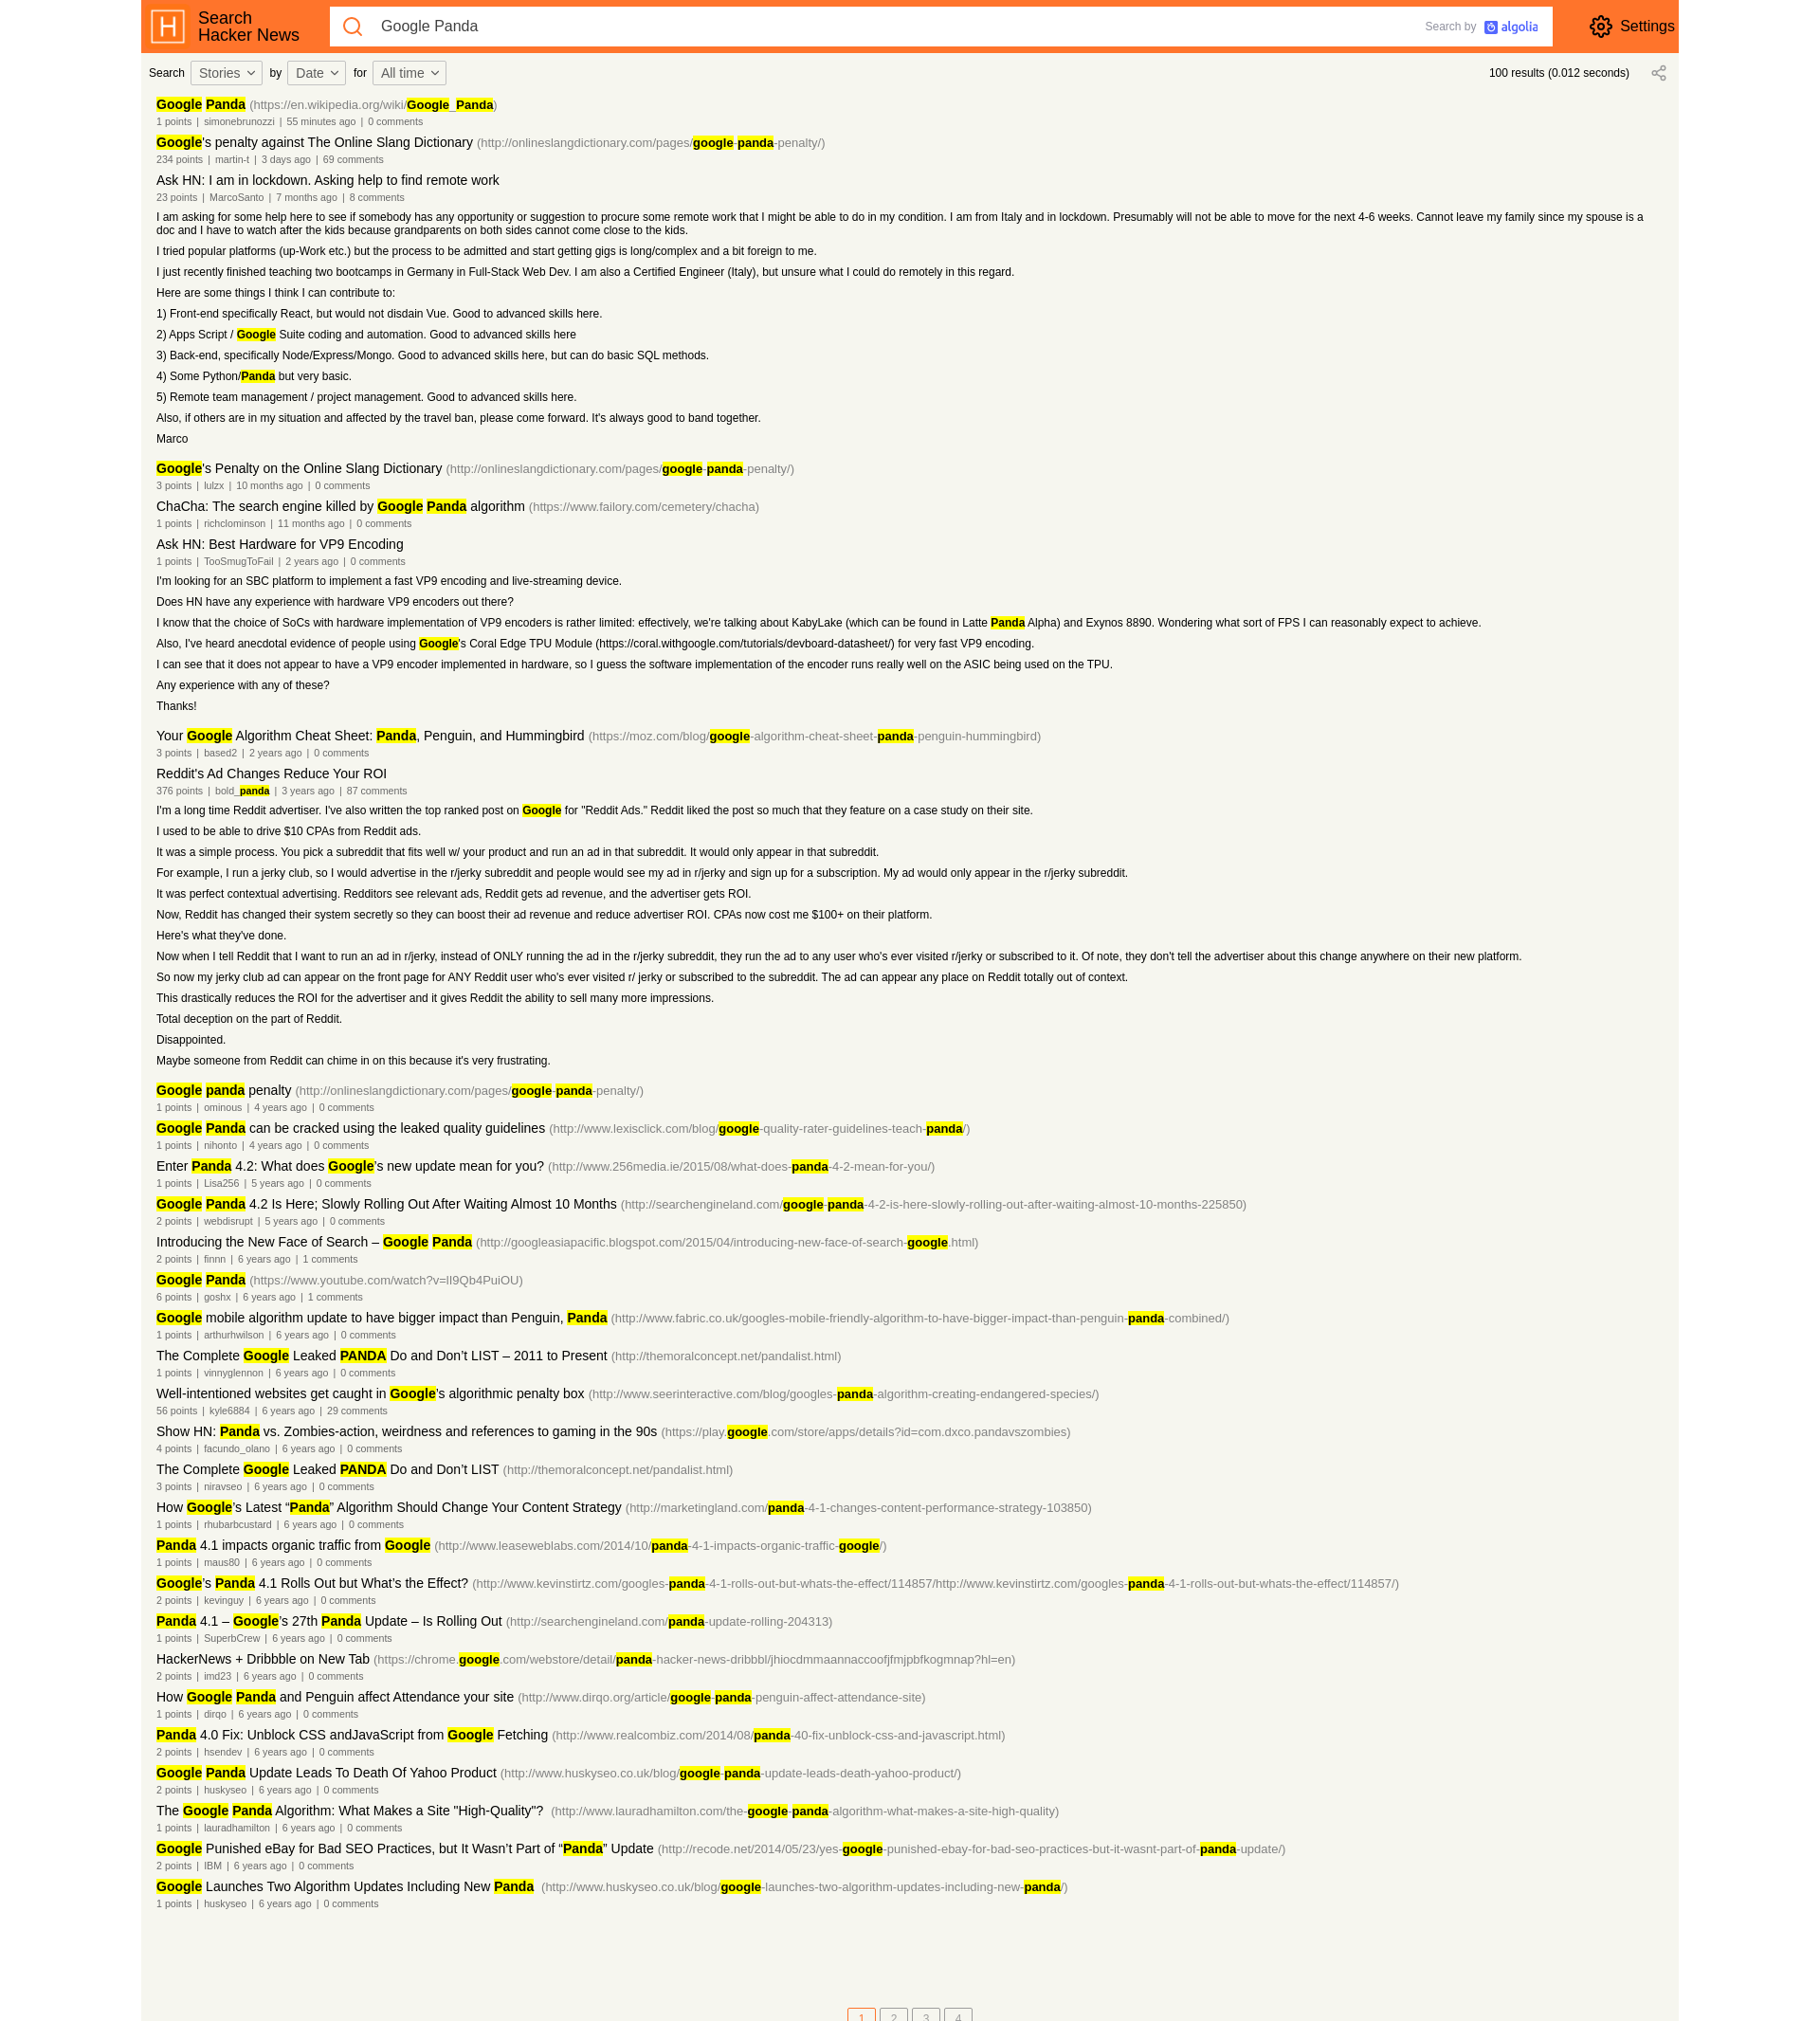 H
Search
Hacker News
Google Panda
Search by algolia
Settings
Search Stories by Date for All time
100 results (0.012 seconds)
Google Panda (https://en.wikipedia.org/wiki/Google_Panda)
1 points | simonebrunozzi | 55 minutes ago | 0 comments
Google's penalty against The Online Slang Dictionary (http://onlineslangdictionary.com/pages/google-panda-penalty/)
234 points | martin-t | 3 days ago | 69 comments
Ask HN: I am in lockdown. Asking help to find remote work
23 points | MarcoSanto | 7 months ago | 8 comments
I am asking for some help here to see if somebody has any opportunity or suggestion to procure some remote work that I might be able to do in my condition. I am from Italy and in lockdown. Presumably will not be able to move for the next 4-6 weeks. Cannot leave my family since my spouse is a
doc and I have to watch after the kids because grandparents on both sides cannot come close to the kids.
I tried popular platforms (up-Work etc.) but the process to be admitted and start getting gigs is long/complex and a bit foreign to me.
I just recently finished teaching two bootcamps in Germany in Full-Stack Web Dev. I am also a Certified Engineer (Italy), but unsure what I could do remotely in this regard.
Here are some things I think I can contribute to:
1) Front-end specifically React, but would not disdain Vue. Good to advanced skills here.
2) Apps Script / Google Suite coding and automation. Good to advanced skills here
3) Back-end, specifically Node/Express/Mongo. Good to advanced skills here, but can do basic SQL methods.
4) Some Python/Panda but very basic.
5) Remote team management / project management. Good to advanced skills here.
Also, if others are in my situation and affected by the travel ban, please come forward. It's always good to band together.
Marco
Google's Penalty on the Online Slang Dictionary (http://onlineslangdictionary.com/pages/google-panda-penalty/)
3 points | lulzx | 10 months ago | 0 comments
ChaCha: The search engine killed by Google Panda algorithm (https://www.failory.com/cemetery/chacha)
1 points | richclominson | 11 months ago | 0 comments
Ask HN: Best Hardware for VP9 Encoding
1 points | TooSmugToFail | 2 years ago | 0 comments
I'm looking for an SBC platform to implement a fast VP9 encoding and live-streaming device.
Does HN have any experience with hardware VP9 encoders out there?
I know that the choice of SoCs with hardware implementation of VP9 encoders is rather limited: effectively, we're talking about KabyLake (which can be found in Latte Panda Alpha) and Exynos 8890. Wondering what sort of FPS I can reasonably expect to achieve.
Also, I've heard anecdotal evidence of people using Google's Coral Edge TPU Module (https://coral.withgoogle.com/tutorials/devboard-datasheet/) for very fast VP9 encoding.
I can see that it does not appear to have a VP9 encoder implemented in hardware, so I guess the software implementation of the encoder runs really well on the ASIC being used on the TPU.
Any experience with any of these?
Thanks!
Your Google Algorithm Cheat Sheet: Panda, Penguin, and Hummingbird (https://moz.com/blog/google-algorithm-cheat-sheet-panda-penguin-hummingbird)
3 points | based2 | 2 years ago | 0 comments
Reddit's Ad Changes Reduce Your ROI
376 points | bold_panda | 3 years ago | 87 comments
I'm a long time Reddit advertiser. I've also written the top ranked post on Google for "Reddit Ads." Reddit liked the post so much that they feature on a case study on their site.
I used to be able to drive $10 CPAs from Reddit ads.
It was a simple process. You pick a subreddit that fits well w/ your product and run an ad in that subreddit. It would only appear in that subreddit.
For example, I run a jerky club, so I would advertise in the r/jerky subreddit and people would see my ad in r/jerky and sign up for a subscription. My ad would only appear in the r/jerky subreddit.
It was perfect contextual advertising. Redditors see relevant ads, Reddit gets ad revenue, and the advertiser gets ROI.
Now, Reddit has changed their system secretly so they can boost their ad revenue and reduce advertiser ROI. CPAs now cost me $100+ on their platform.
Here's what they've done.
Now when I tell Reddit that I want to run an ad in r/jerky, instead of ONLY running the ad in the r/jerky subreddit, they run the ad to any user who's ever visited r/jerky or subscribed to it. Of note, they don't tell the advertiser about this change anywhere on their new platform.
So now my jerky club ad can appear on the front page for ANY Reddit user who's ever visited r/ jerky or subscribed to the subreddit. The ad can appear any place on Reddit totally out of context.
This drastically reduces the ROI for the advertiser and it gives Reddit the ability to sell many more impressions.
Total deception on the part of Reddit.
Disappointed.
Maybe someone from Reddit can chime in on this because it's very frustrating.
Google panda penalty (http://onlineslangdictionary.com/pages/google-panda-penalty/)
1 points | ominous | 4 years ago | 0 comments
Google Panda can be cracked using the leaked quality guidelines (http://www.lexisclick.com/blog/google-quality-rater-guidelines-teach-panda/)
1 points | nihonto | 4 years ago | 0 comments
Enter Panda 4.2: What does Google's new update mean for you? (http://www.256media.ie/2015/08/what-does-panda-4-2-mean-for-you/)
1 points | Lisa256 | 5 years ago | 0 comments
Google Panda 4.2 Is Here; Slowly Rolling Out After Waiting Almost 10 Months (http://searchengineland.com/google-panda-4-2-is-here-slowly-rolling-out-after-waiting-almost-10-months-225850)
2 points | webdisrupt | 5 years ago | 0 comments
Introducing the New Face of Search – Google Panda (http://googleasiapacific.blogspot.com/2015/04/introducing-new-face-of-search-google.html)
2 points | finnn | 6 years ago | 1 comments
Google Panda (https://www.youtube.com/watch?v=lI9Qb4PuiOU)
6 points | goshx | 6 years ago | 1 comments
Google mobile algorithm update to have bigger impact than Penguin, Panda (http://www.fabric.co.uk/googles-mobile-friendly-algorithm-to-have-bigger-impact-than-penguin-panda-combined/)
1 points | arthurhwilson | 6 years ago | 0 comments
The Complete Google Leaked PANDA Do and Don’t LIST – 2011 to Present (http://themoralconcept.net/pandalist.html)
1 points | vinnyglennon | 6 years ago | 0 comments
Well-intentioned websites get caught in Google's algorithmic penalty box (http://www.seerinteractive.com/blog/googles-panda-algorithm-creating-endangered-species/)
56 points | kyle6884 | 6 years ago | 29 comments
Show HN: Panda vs. Zombies-action, weirdness and references to gaming in the 90s (https://play.google.com/store/apps/details?id=com.dxco.pandavszombies)
4 points | facundo_olano | 6 years ago | 0 comments
The Complete Google Leaked PANDA Do and Don’t LIST (http://themoralconcept.net/pandalist.html)
3 points | niravseo | 6 years ago | 0 comments
How Google’s Latest “Panda” Algorithm Should Change Your Content Strategy (http://marketingland.com/panda-4-1-changes-content-performance-strategy-103850)
1 points | rhubarbcustard | 6 years ago | 0 comments
Panda 4.1 impacts organic traffic from Google (http://www.leaseweblabs.com/2014/10/panda-4-1-impacts-organic-traffic-google/)
1 points | maus80 | 6 years ago | 0 comments
Google’s Panda 4.1 Rolls Out but What’s the Effect? (http://www.kevinstirtz.com/googles-panda-4-1-rolls-out-but-whats-the-effect/114857/http://www.kevinstirtz.com/googles-panda-4-1-rolls-out-but-whats-the-effect/114857/)
2 points | kevinguy | 6 years ago | 0 comments
Panda 4.1 – Google’s 27th Panda Update – Is Rolling Out (http://searchengineland.com/panda-update-rolling-204313)
1 points | SuperbCrew | 6 years ago | 0 comments
HackerNews + Dribbble on New Tab (https://chrome.google.com/webstore/detail/panda-hacker-news-dribbbl/jhiocdmmaannaccoofjfmjpbfkogmnap?hl=en)
2 points | imd23 | 6 years ago | 0 comments
How Google Panda and Penguin affect Attendance your site (http://www.dirqo.org/article/google-panda-penguin-affect-attendance-site)
1 points | dirqo | 6 years ago | 0 comments
Panda 4.0 Fix: Unblock CSS andJavaScript from Google Fetching (http://www.realcombiz.com/2014/08/panda-40-fix-unblock-css-and-javascript.html)
2 points | hsendev | 6 years ago | 0 comments
Google Panda Update Leads To Death Of Yahoo Product (http://www.huskyseo.co.uk/blog/google-panda-update-leads-death-yahoo-product/)
2 points | huskyseo | 6 years ago | 0 comments
The Google Panda Algorithm: What Makes a Site "High-Quality"? (http://www.lauradhamilton.com/the-google-panda-algorithm-what-makes-a-site-high-quality)
1 points | lauradhamilton | 6 years ago | 0 comments
Google Punished eBay for Bad SEO Practices, but It Wasn’t Part of “Panda” Update (http://recode.net/2014/05/23/yes-google-punished-ebay-for-bad-seo-practices-but-it-wasnt-part-of-panda-update/)
2 points | IBM | 6 years ago | 0 comments
Google Launches Two Algorithm Updates Including New Panda (http://www.huskyseo.co.uk/blog/google-launches-two-algorithm-updates-including-new-panda/)
1 points | huskyseo | 6 years ago | 0 comments
1 2 3 4